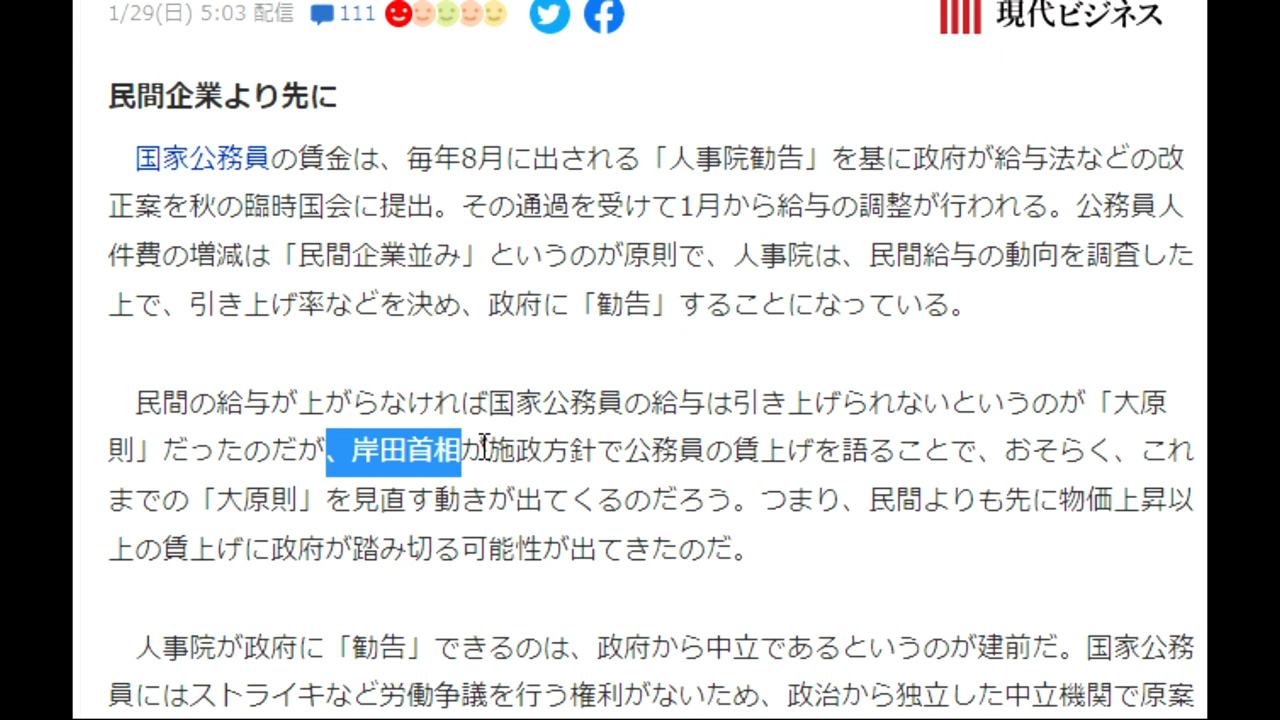 1/29(日) 5:03 配信 111 現代ビジネス
民間企業より先に
国家公務員の賃金は、毎年8月に出される「人事院勧告」を基に政府が給与法などの改
正案を秋の臨時国会に提出。その通過を受けて1月から給与の調整が行われる。公務員人
件費の増減は「民間企業並み」というのが原則で、人事院は、民間給与の動向を調査した
上で、引き上げ率などを決め、政府に「勧告」することになっている。
民間の給与が上がらなければ国家公務員の給与は引き上げられないというのが「大原
則」だったのだが、岸田首相が施政方針で公務員の賃上げを語ることで、おそらく、これ
までの「大原則」を見直す動きが出てくるのだろう。つまり、民間よりも先に物価上昇以
上の賃上げに政府が踏み切る可能性が出てきたのだ。
人事院が政府に「勧告」できるのは、政府から中立であるというのが建前だ。国家公務
員にはストライキなど労働争議を行う権利がないため、政治から独立した中立機関で原案